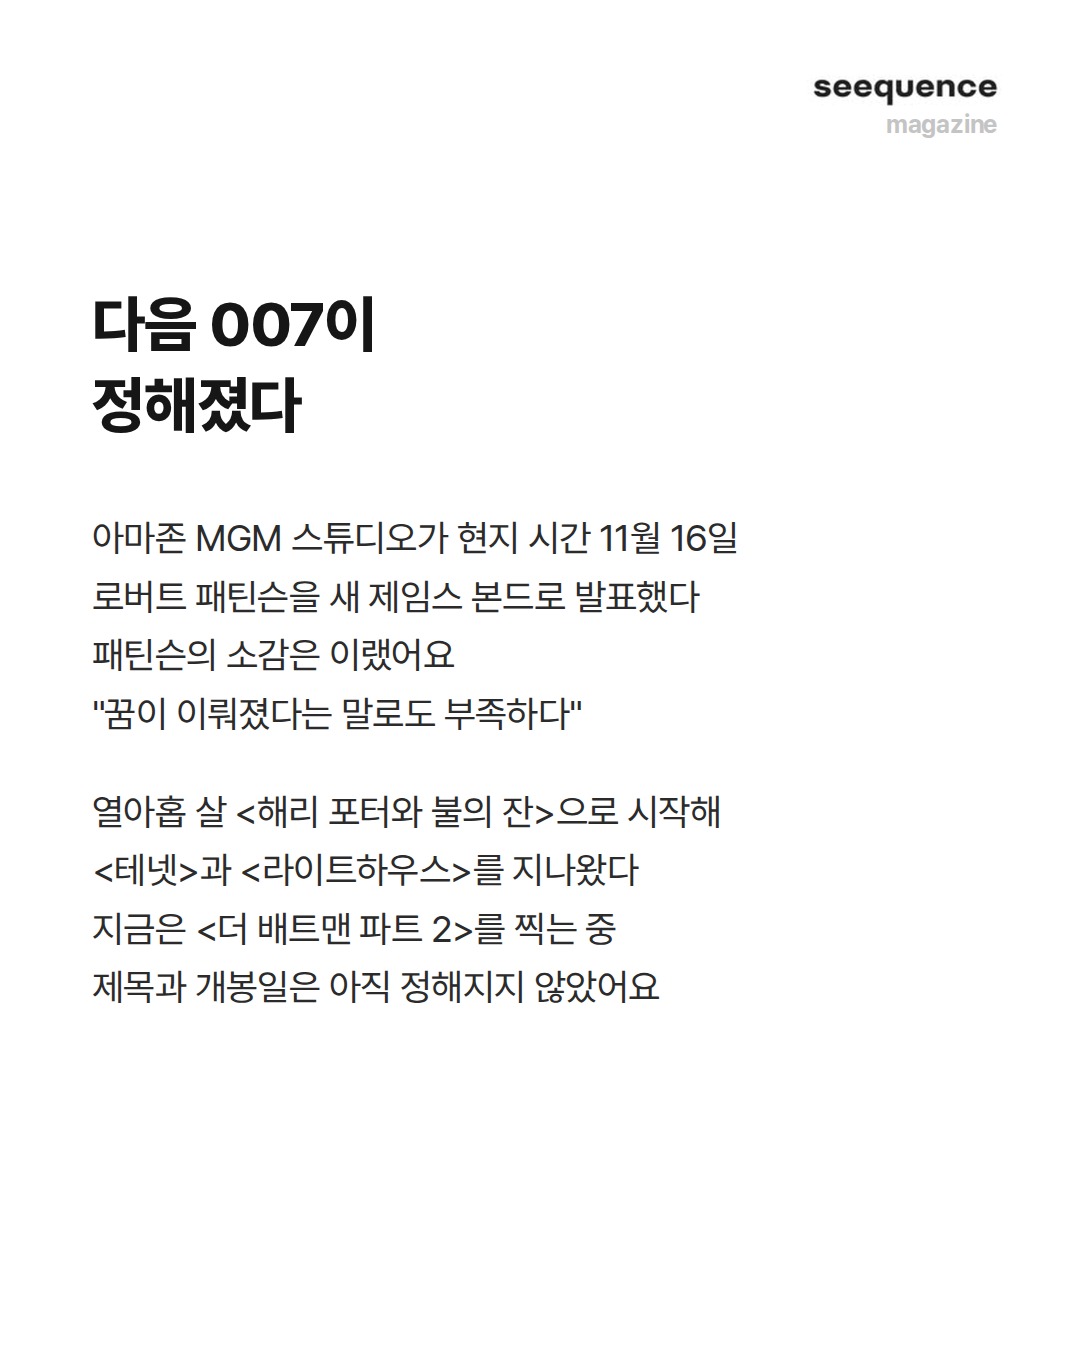 seequence
magazine
다음 007이
정해졌다
아마존 MGM 스튜디오가 현지 시간 11월 16일
로버트 패틴슨을 새 제임스 본드로 발표했다
패틴슨의 소감은 이랬어요
"꿈이 이뤄졌다는 말로도 부족하다"
열아홉 살 <해리 포터와 불의 잔>으로 시작해
<테넷>과 <라이트하우스>를 지나왔다
지금은 <더 배트맨 파트 2>를 찍는 중
제목과 개봉일은 아직 정해지지 않았어요